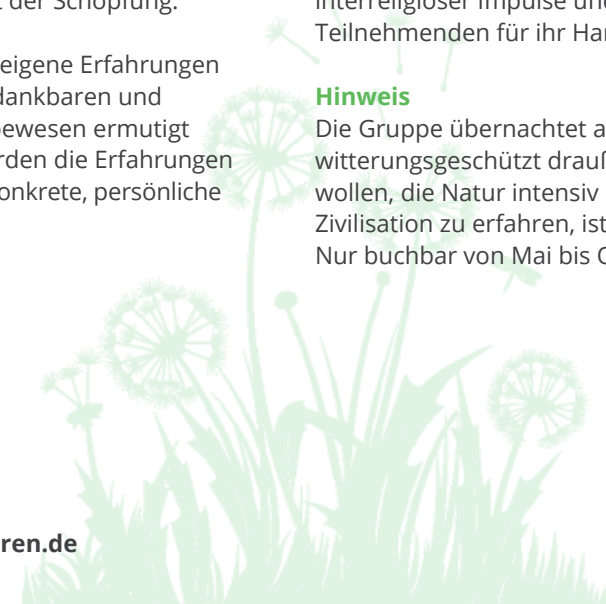 t der Schöpfung.
eigene Erfahrungen
dankbaren und
bewesen ermutigt
rden die Erfahrungen
onkrete, persönliche
ren.de
interreligiöser Impulse und
Teilnehmenden für ihr Ha
Hinweis
Die Gruppe übernachtet a
witterungsgeschützt drau
wollen, die Natur intensiv
Zivilisation zu erfahren, ist
Nur buchbar von Mai bis O